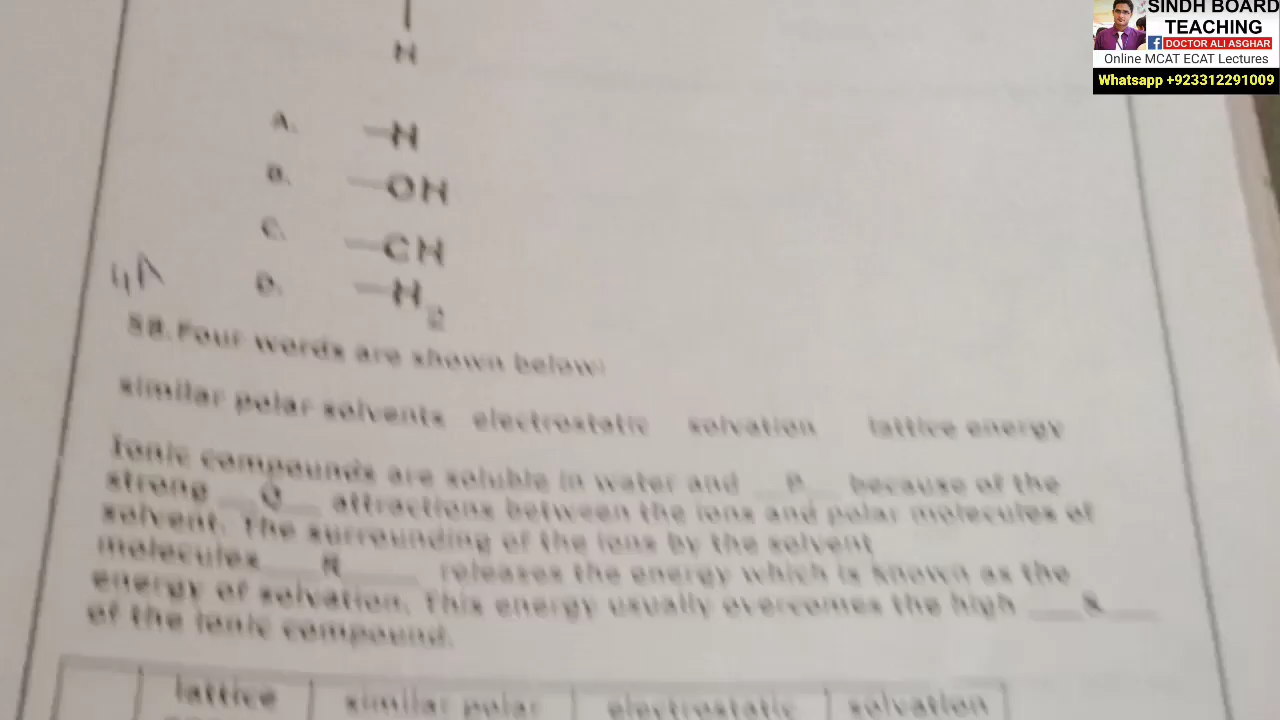 SINDH BOARD
TEACHING
f DOCTOR ALI ASGHAR
Online MCAT ECAT Lectures
Whatsapp +923312291009
H
A. —H
B. —OH
C. —CH
D. —H2
58. Four words are shown below:
similar polar solvents electrostatic solvation lattice energy
Ionic compounds are soluble in water and __P__ because of the
strong __Q__ attractions between the ions and polar molecules of
solvent. The surrounding of the ions by the solvent
molecules __R__ releases the energy which is known as the
energy of solvation. This energy usually overcomes the high __S__
of the ionic compound.
lattice similar polar electrostatic solvation